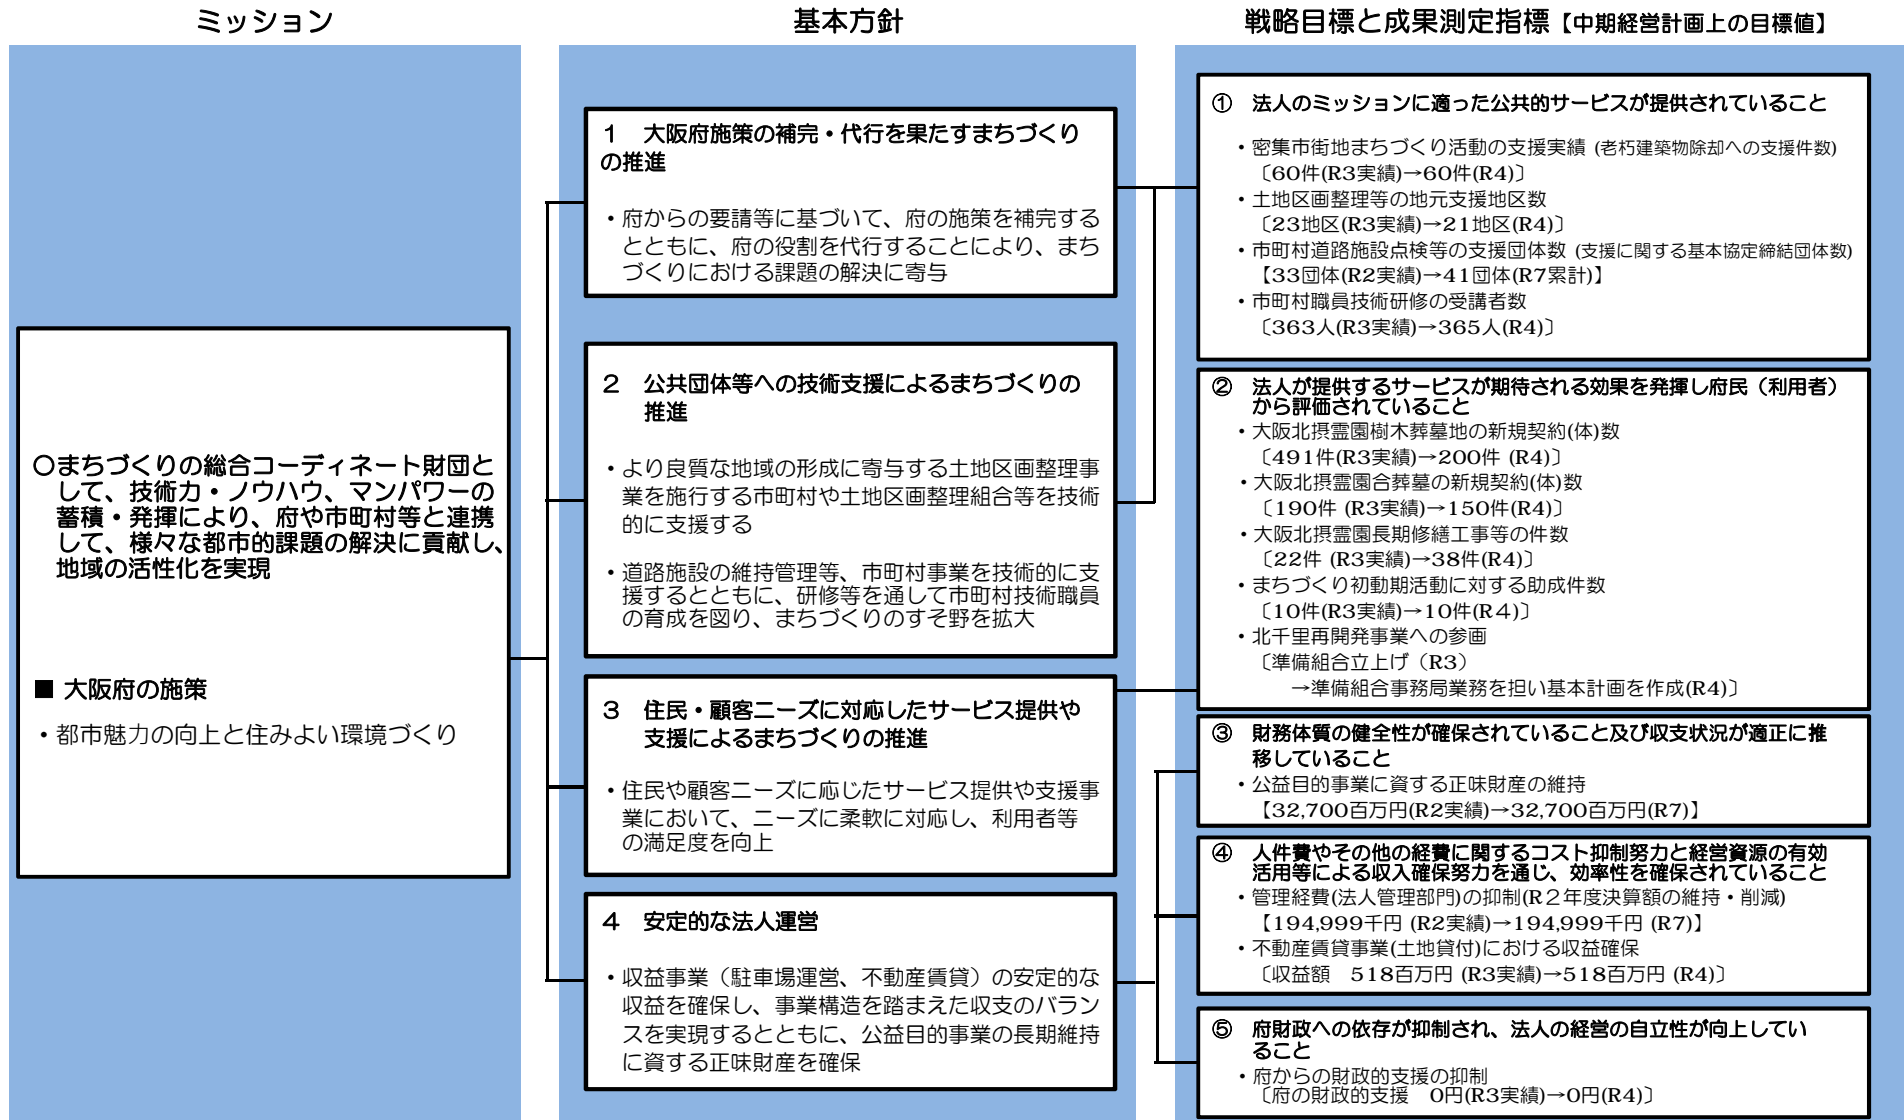 ミッション
基本方針
戦略目標と成果測定指標【中期経営計画上の目標値】
〇まちづくりの総合コーディネート財団と
して、技術力・ノウハウ、マンパワーの
蓄積・発揮により、府や市町村等と連携
して、様々な都市的課題の解決に貢献し、
地域の活性化を実現
■ 大阪府の施策
・都市魅力の向上と住みよい環境づくり
1 大阪府施策の補完・代行を果たすまちづくり
の推進
・府からの要請等に基づいて、府の施策を補完する
とともに、府の役割を代行することにより、まち
づくりにおける課題の解決に寄与
2 公共団体等への技術支援によるまちづくりの
推進
・より良質な地域の形成に寄与する土地区画整理事
業を施行する市町村や土地区画整理組合等を技術
的に支援する
・道路施設の維持管理等、市町村事業を技術的に支
援するとともに、研修等を通して市町村技術職員
の育成を図り、まちづくりのすそ野を拡大
3 住民・顧客ニーズに対応したサービス提供や
支援によるまちづくりの推進
・住民や顧客ニーズに応じたサービス提供や支援事
業において、ニーズに柔軟に対応し、利用者等
の満足度を向上
4 安定的な法人運営
・収益事業（駐車場運営、不動産賃貸）の安定的な
収益を確保し、事業構造を踏まえた収支のバラン
スを実現するとともに、公益目的事業の長期維持
に資する正味財産を確保
① 法人のミッションに適った公共的サービスが提供されていること
・密集市街地まちづくり活動の支援実績 (老朽建築物除却への支援件数)
〔60件(R3実績)→60件(R4)〕
・土地区画整理等の地元支援地区数
〔23地区(R3実績)→21地区(R4)〕
・市町村道路施設点検等の支援団体数 (支援に関する基本協定締結団体数)
【33団体(R2実績)→41団体(R7累計)】
・市町村職員技術研修の受講者数
〔363人(R3実績)→365人(R4)〕
② 法人が提供するサービスが期待される効果を発揮し府民（利用者）
から評価されていること
・大阪北摂霊園樹木葬墓地の新規契約(体)数
〔491件(R3実績)→200件 (R4)〕
・大阪北摂霊園合葬墓の新規契約(体)数
〔190件 (R3実績)→150件(R4)〕
・大阪北摂霊園長期修繕工事等の件数
〔22件 (R3実績)→38件(R4)〕
・まちづくり初動期活動に対する助成件数
〔10件(R3実績)→10件(R４)〕
・北千里再開発事業への参画
〔準備組合立上げ（R3）
→準備組合事務局業務を担い基本計画を作成(R4)〕
③ 財務体質の健全性が確保されていること及び収支状況が適正に推
移していること
・公益目的事業に資する正味財産の維持
【32,700百万円(R2実績)→32,700百万円(R7)】
④ 人件費やその他の経費に関するコスト抑制努力と経営資源の有効
活用等による収入確保努力を通じ、効率性を確保されていること
・管理経費(法人管理部門)の抑制(R２年度決算額の維持・削減)
【194,999千円 (R2実績)→194,999千円 (R7)】
・不動産賃貸事業(土地貸付)における収益確保
〔収益額 518百万円 (R3実績)→518百万円 (R4)〕
⑤ 府財政への依存が抑制され、法人の経営の自立性が向上してい
ること
・府からの財政的支援の抑制
〔府の財政的支援 0円(R3実績)→0円(R4)〕